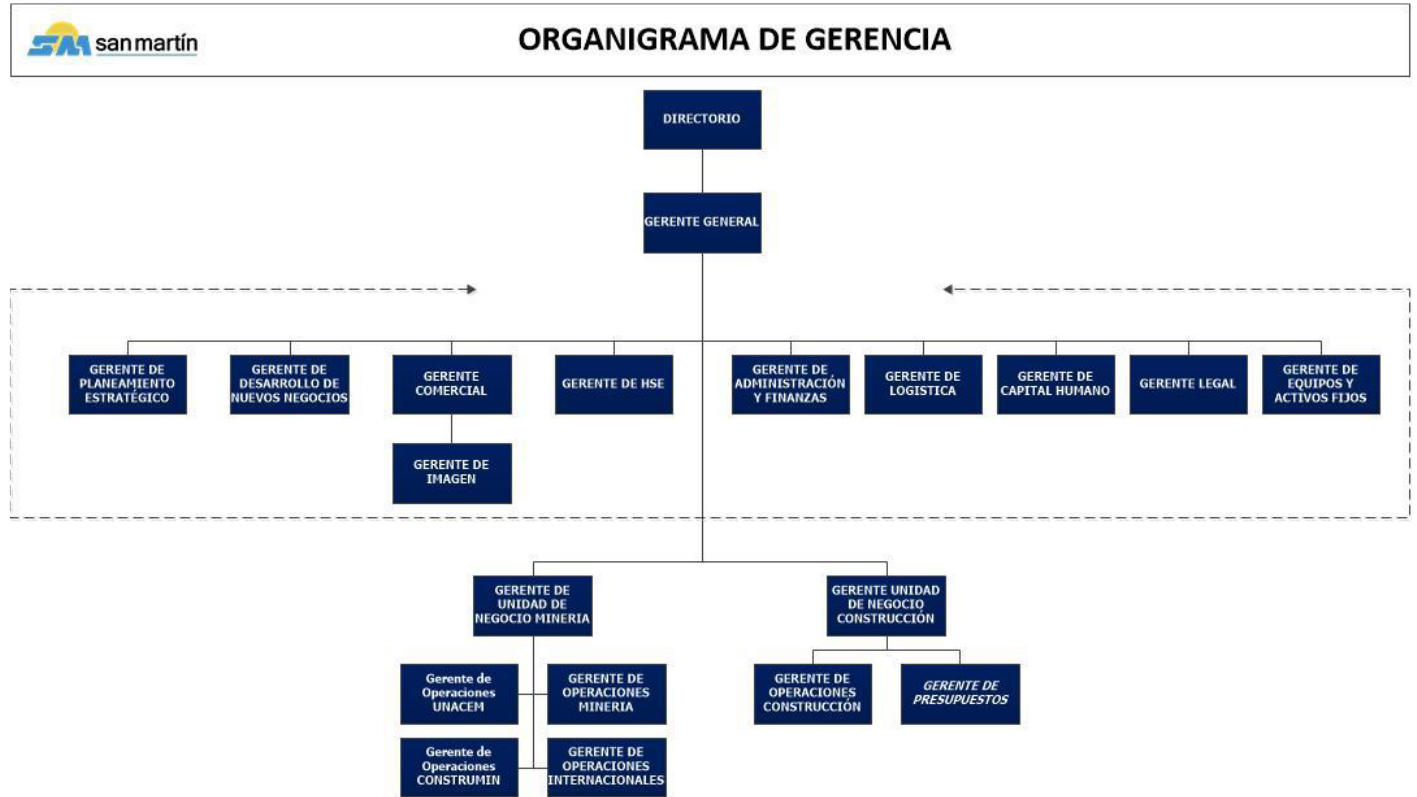 SM sanmartín
ORGANIGRAMA DE GERENCIA
DIRECTORIO
GERENTE GENERAL
GERENTE DE
PLANEAMIENTO
ESTRATÉGICO
GERENTE DE
DESARROLLO DE
NUEVOS NEGOCIOS
GERENTE
COMERCIAL
GERENTE DE HSE
GERENTE DE
ADMINISTRACIÓN
Y FINANZAS
GERENTE DE
LOGISTICA
GERENTE DE
CAPITAL HUMANO
GERENTE LEGAL
GERENTE DE
EQUIPOS Y
ACTIVOS FIJOS
GERENTE DE
IMAGEN
GERENTE DE
UNIDAD DE
NEGOCIO MINERIA
GERENTE UNIDAD
DE NEGOCIO
CONSTRUCCIÓN
Gerente de
Operaciones
UNACEM
GERENTE DE
OPERACIONES
MINERIA
GERENTE DE
OPERACIONES
CONSTRUCCIÓN
GERENTE DE
PRESUPUESTOS
Gerente de
Operaciones
CONSTRUMIN
GERENTE DE
OPERACIONES
INTERNACIONALES